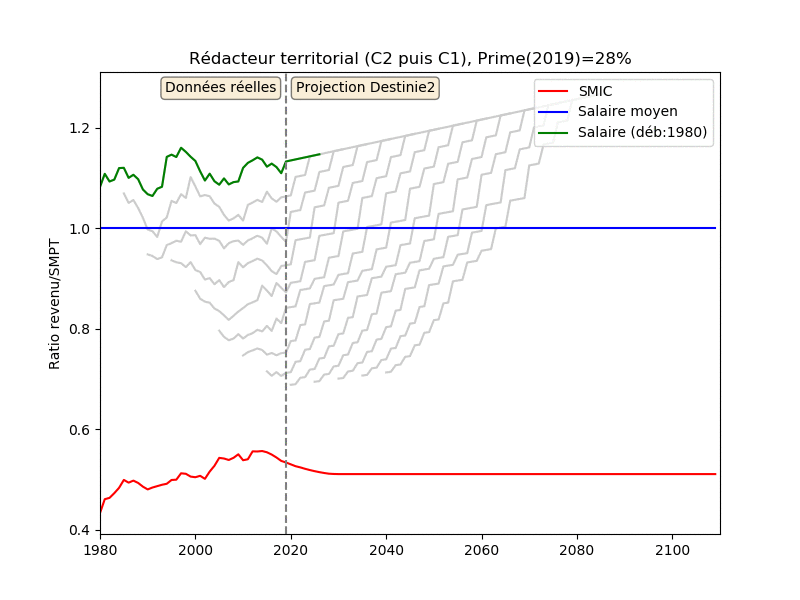 Rédacteur territorial (C2 puis C1), Prime(2019)=28%
Données réelles
Projection Destinie2
SMIC
Salaire moyen
Salaire (déb:1980)
Ratio revenu/SMPT
1.2
1.0
0.8
0.6
0.4
1980
2000
2020
2040
2060
2080
2100